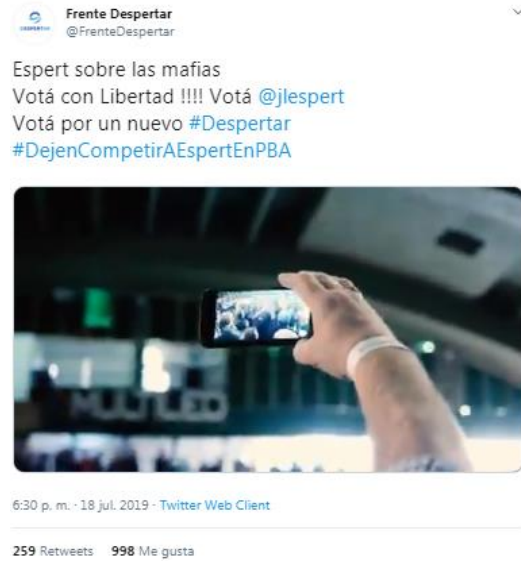 Frente Despertar
@FrenteDespertar
Espert sobre las mafias
Votá con Libertad !!!! Votá @jlespert
Votá por un nuevo #Despertar
#DejenCompetirAEspertEnPBA
MULTILED
6:30 p. m. · 18 jul. 2019 · Twitter Web Client
259 Retweets 998 Me gusta